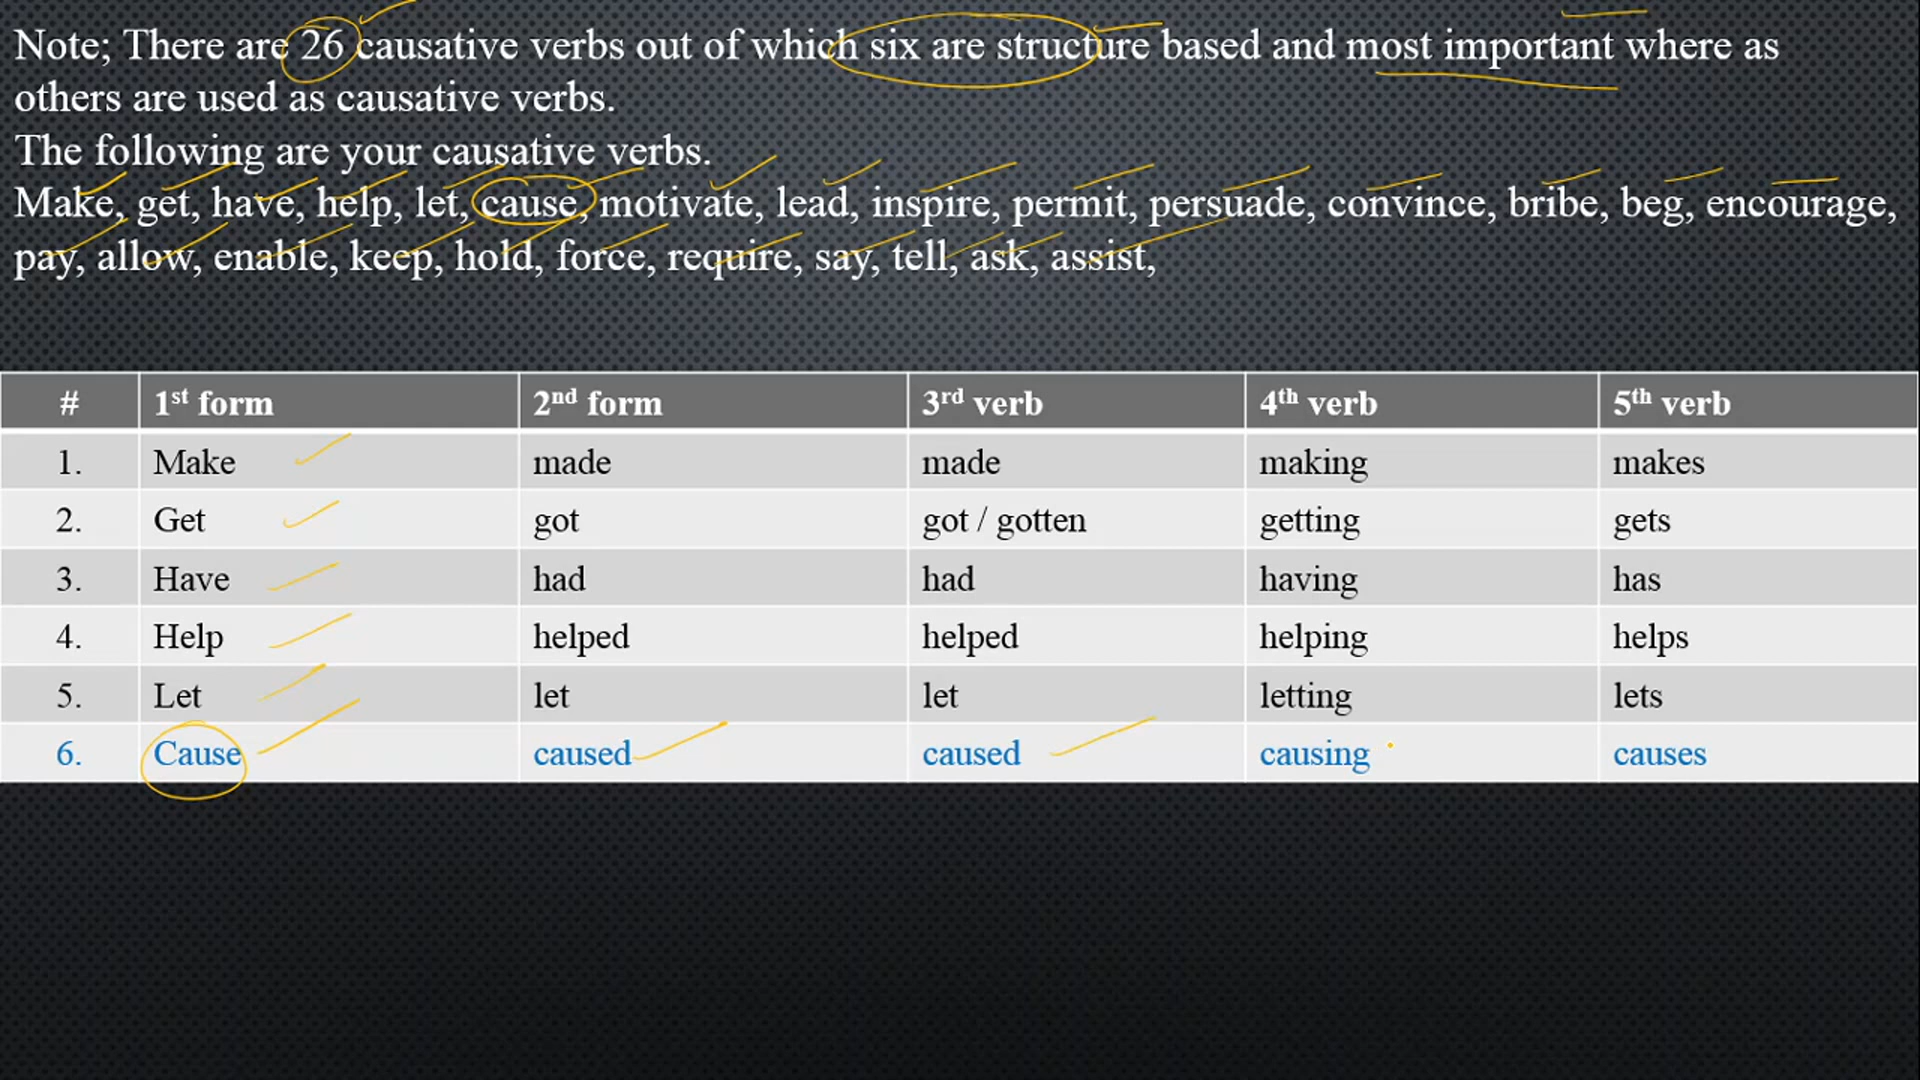 Note; There are 26 causative verbs out of which six are structure based and most important where as
others are used as causative verbs.
The following are your causative verbs.
Make, get, have, help, let, cause, motivate, lead, inspire, permit, persuade, convince, bribe, beg, encourage,
pay, allow, enable, keep, hold, force, require, say, tell, ask, assist,
# 1st form 2nd form 3rd verb 4th verb 5th verb
1. Make made made making makes
2. Get got got / gotten getting gets
3. Have had had having has
4. Help helped helped helping helps
5. Let let let letting lets
6. Cause caused caused causing causes